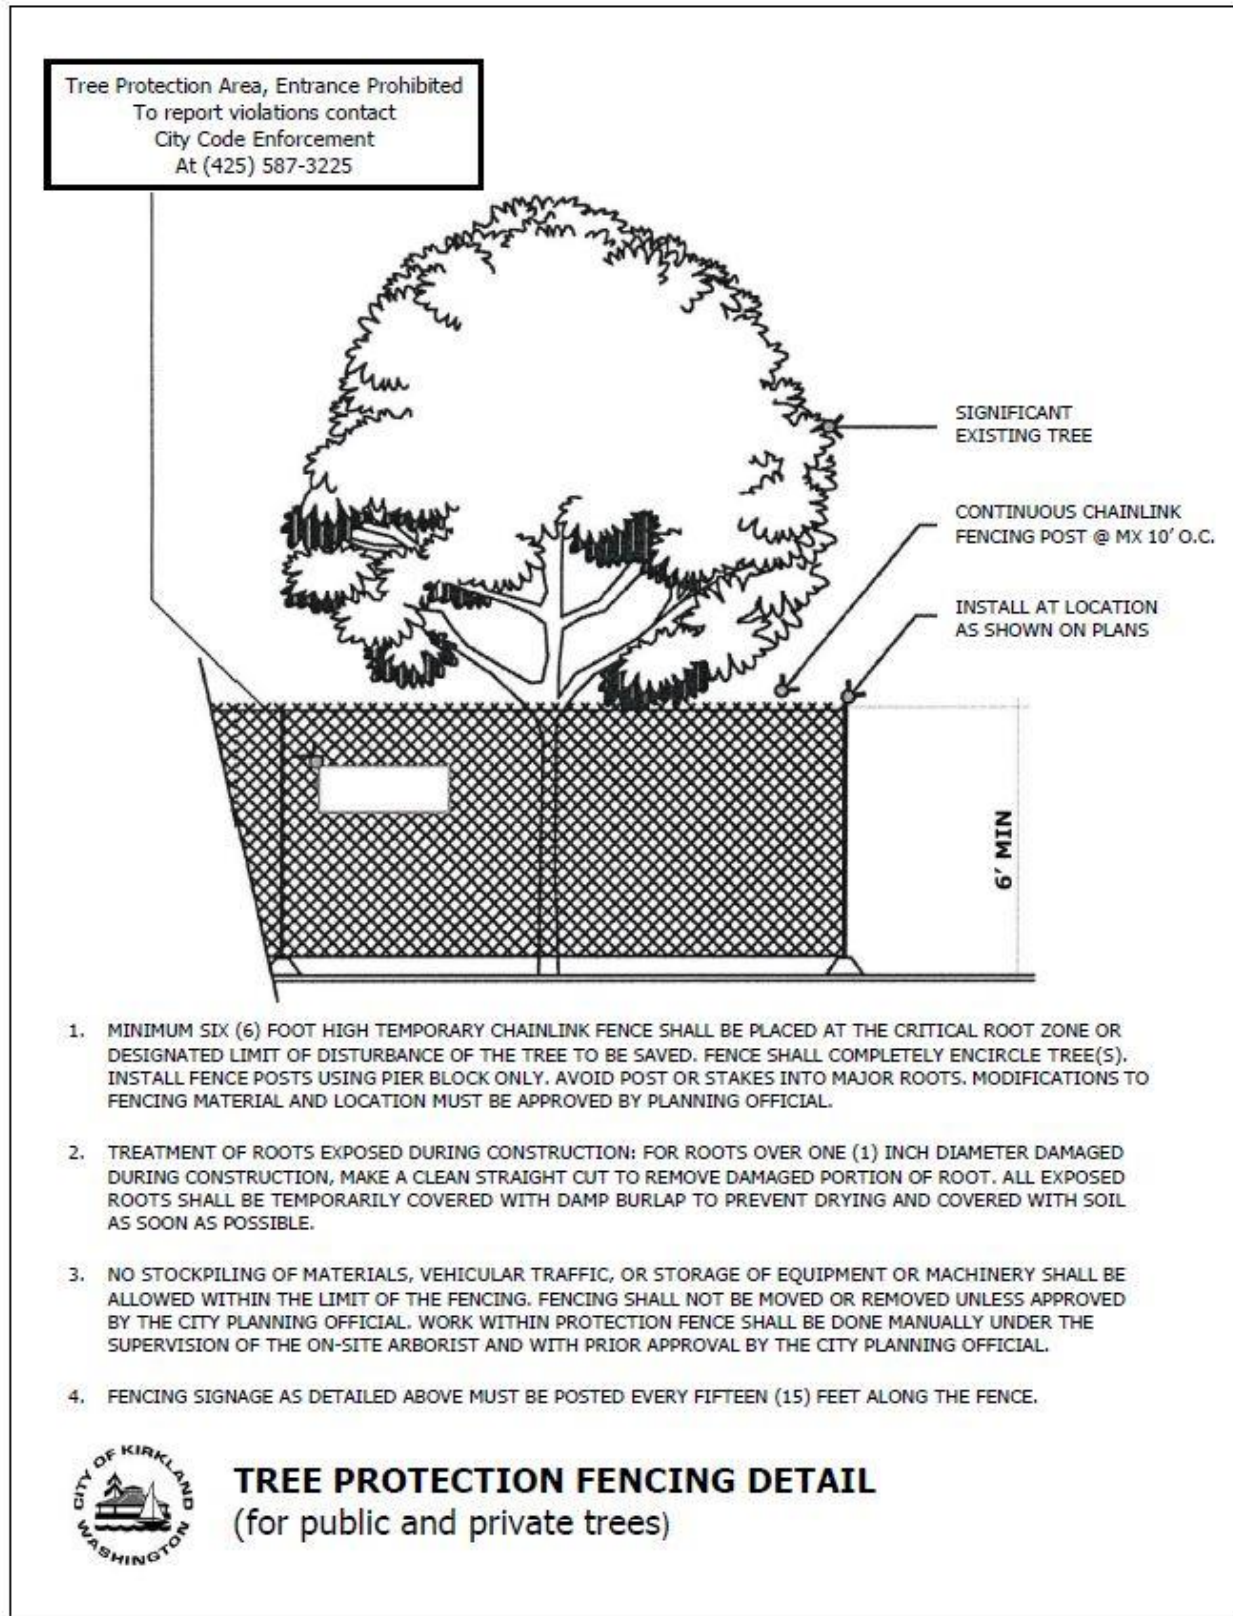 Tree Protection Area, Entrance Prohibited
To report violations contact
City Code Enforcement
At (425) 587-3225
SIGNIFICANT
EXISTING TREE
CONTINUOUS CHAINLINK
FENCING POST @ MX 10' O.C.
INSTALL AT LOCATION
AS SHOWN ON PLANS
6' MIN
1. MINIMUM SIX (6) FOOT HIGH TEMPORARY CHAINLINK FENCE SHALL BE PLACED AT THE CRITICAL ROOT ZONE OR
DESIGNATED LIMIT OF DISTURBANCE OF THE TREE TO BE SAVED. FENCE SHALL COMPLETELY ENCIRCLE TREE(S).
INSTALL FENCE POSTS USING PIER BLOCK ONLY. AVOID POST OR STAKES INTO MAJOR ROOTS. MODIFICATIONS TO
FENCING MATERIAL AND LOCATION MUST BE APPROVED BY PLANNING OFFICIAL.
2. TREATMENT OF ROOTS EXPOSED DURING CONSTRUCTION: FOR ROOTS OVER ONE (1) INCH DIAMETER DAMAGED
DURING CONSTRUCTION, MAKE A CLEAN STRAIGHT CUT TO REMOVE DAMAGED PORTION OF ROOT. ALL EXPOSED
ROOTS SHALL BE TEMPORARILY COVERED WITH DAMP BURLAP TO PREVENT DRYING AND COVERED WITH SOIL
AS SOON AS POSSIBLE.
3. NO STOCKPILING OF MATERIALS, VEHICULAR TRAFFIC, OR STORAGE OF EQUIPMENT OR MACHINERY SHALL BE
ALLOWED WITHIN THE LIMIT OF THE FENCING. FENCING SHALL NOT BE MOVED OR REMOVED UNLESS APPROVED
BY THE CITY PLANNING OFFICIAL. WORK WITHIN PROTECTION FENCE SHALL BE DONE MANUALLY UNDER THE
SUPERVISION OF THE ON-SITE ARBORIST AND WITH PRIOR APPROVAL BY THE CITY PLANNING OFFICIAL.
4. FENCING SIGNAGE AS DETAILED ABOVE MUST BE POSTED EVERY FIFTEEN (15) FEET ALONG THE FENCE.
CITY OF KIRKLAND
WASHINGTON
TREE PROTECTION FENCING DETAIL
(for public and private trees)